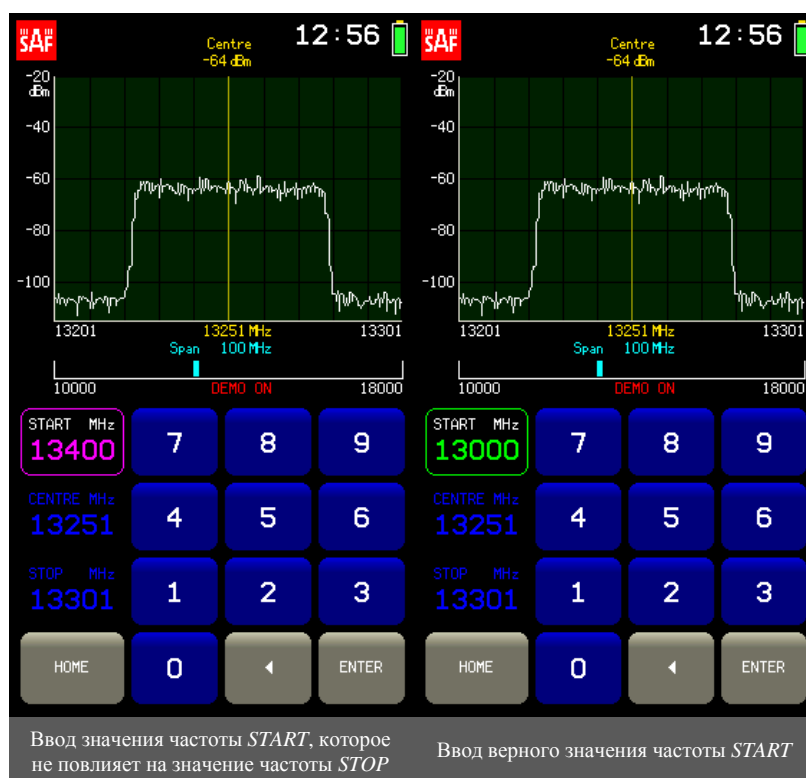 SAF
Centre
-64 dBm
12:56
-20
dBm
-40
-60
-80
-100
13201
13251 MHz
13301
Span 100 MHz
10000
DEMO ON
18000
START MHz
13400
7
8
9
CENTRE MHz
13251
4
5
6
STOP MHz
13301
1
2
3
HOME
0
ENTER
Ввод значения частоты START, которое
не повлияет на значение частоты STOP
SAF
Centre
-64 dBm
12:56
-20
dBm
-40
-60
-80
-100
13201
13251 MHz
13301
Span 100 MHz
10000
DEMO ON
18000
START MHz
13000
7
8
9
CENTRE MHz
13251
4
5
6
STOP MHz
13301
1
2
3
HOME
0
ENTER
Ввод верного значения частоты START